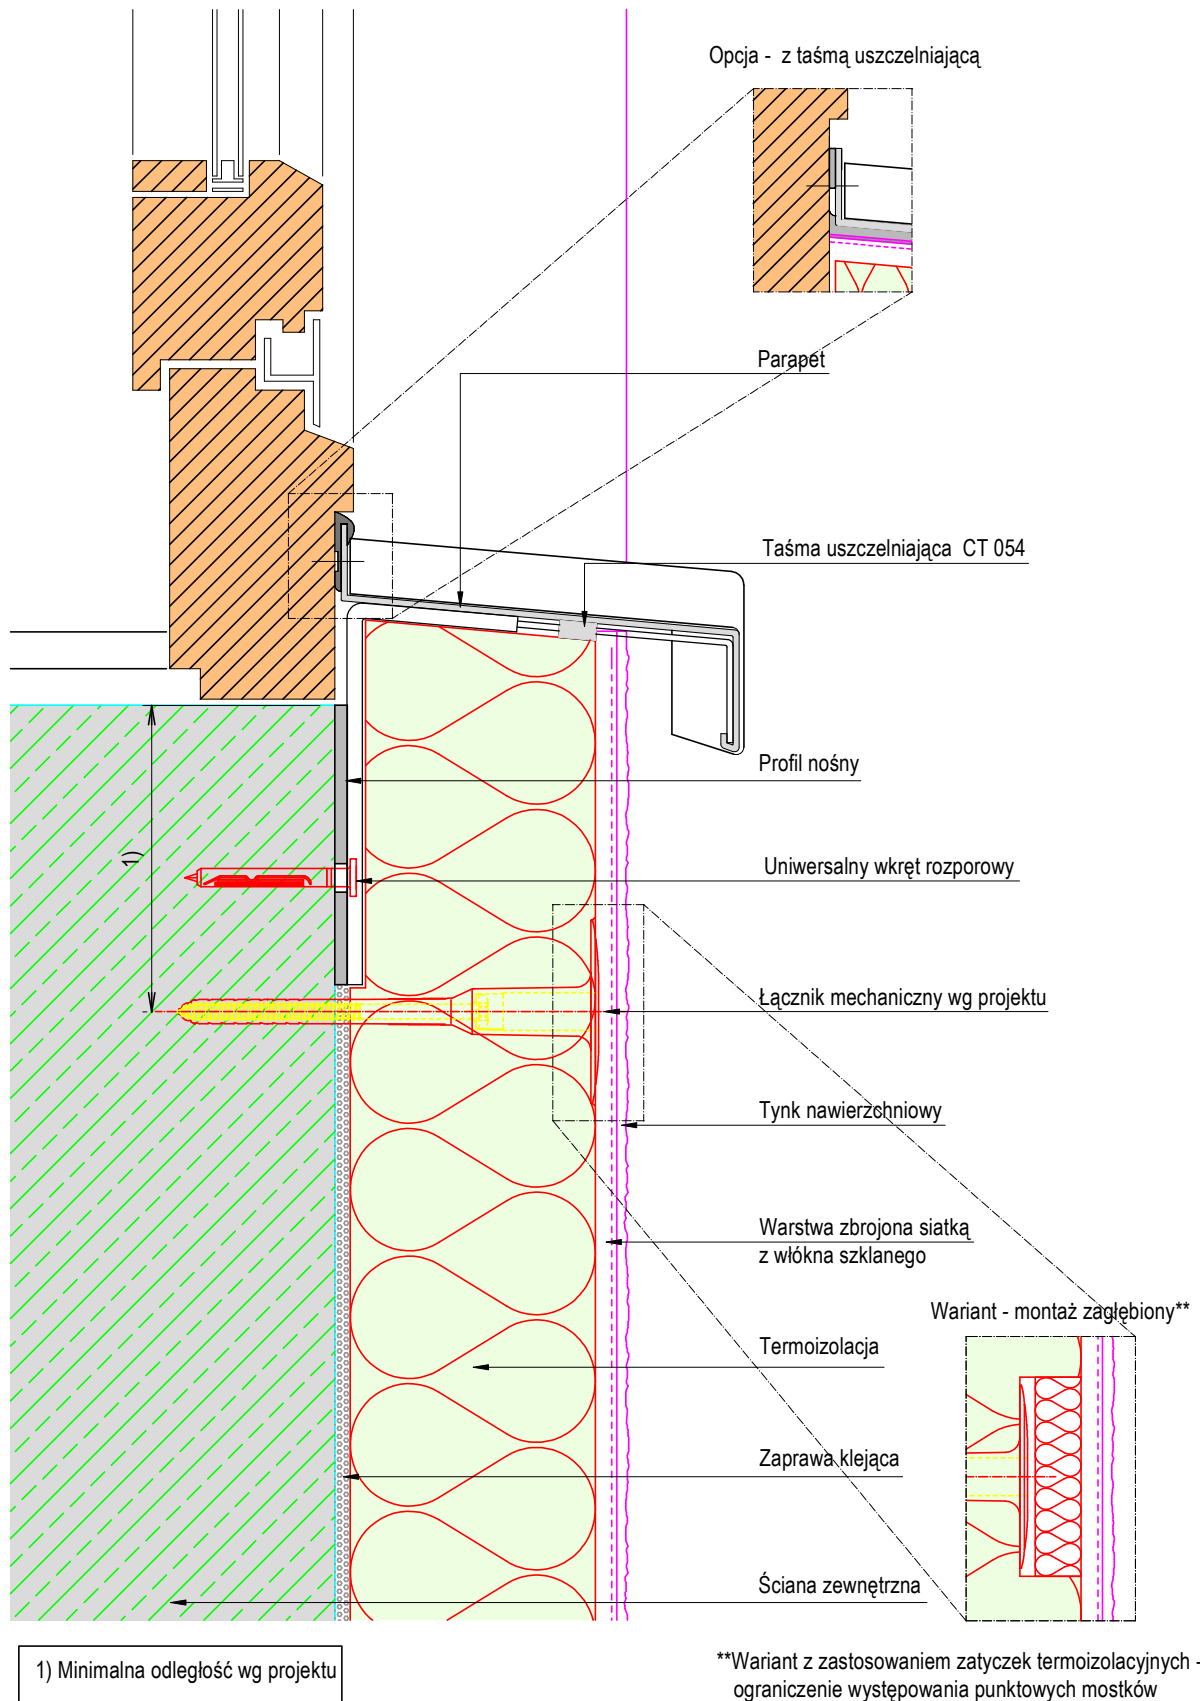 Opcja -  z taśmą uszczelniającą
Parapet
Taśma uszczelniająca  CT 054
Profil nośny
1)
Uniwersalny wkręt rozporowy
Łącznik mechaniczny wg projektu
Tynk nawierzchniowy
Warstwa zbrojona siatką
z włókna szklanego
Wariant - montaż zagłębiony**
Termoizolacja
Zaprawa klejąca
Ściana zewnętrzna
1) Minimalna odległość wg projektu
**Wariant z zastosowaniem zatyczek termoizolacyjnych -
ograniczenie występowania punktowych mostków